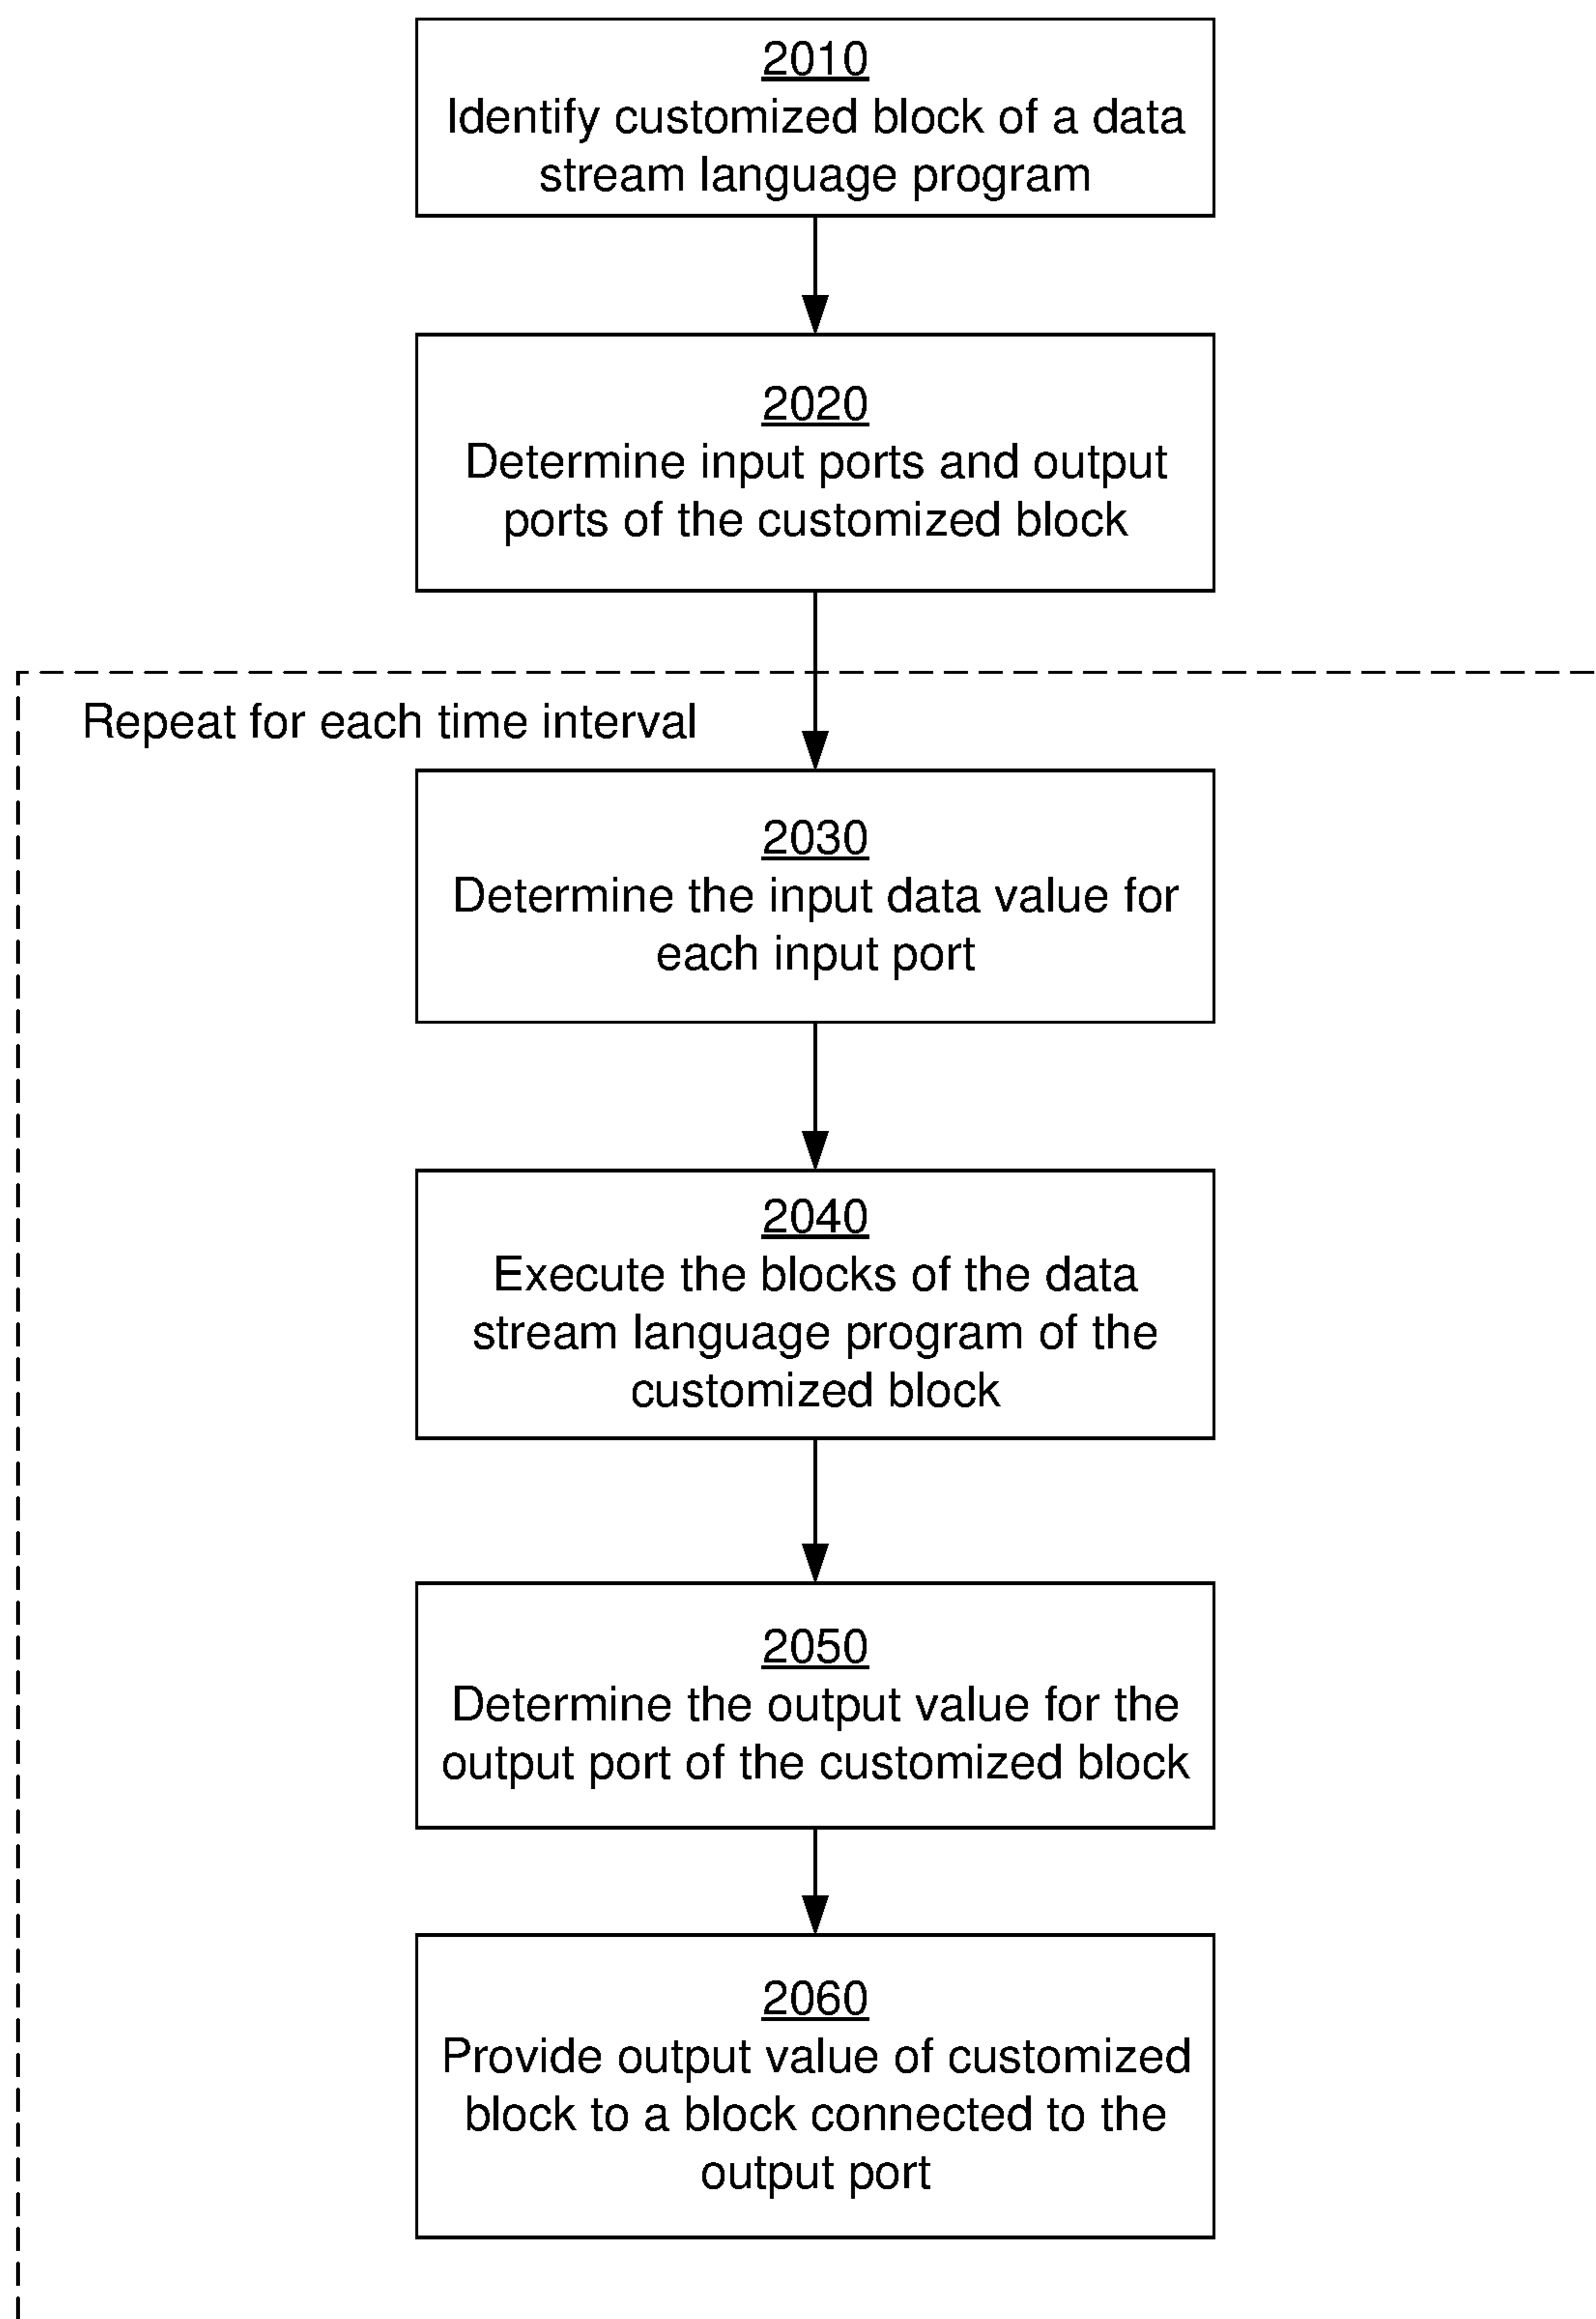 2010
Identify customized block of a data
stream language program
2020
Determine input ports and output
ports of the customized block
Repeat for each time interval
2030
Determine the input data value for
each input port
2040
Execute the blocks of the data
stream language program of the
customized block
2050
Determine the output value for the
output port of the customized block
2060
Provide output value of customized
block to a block connected to the
output port